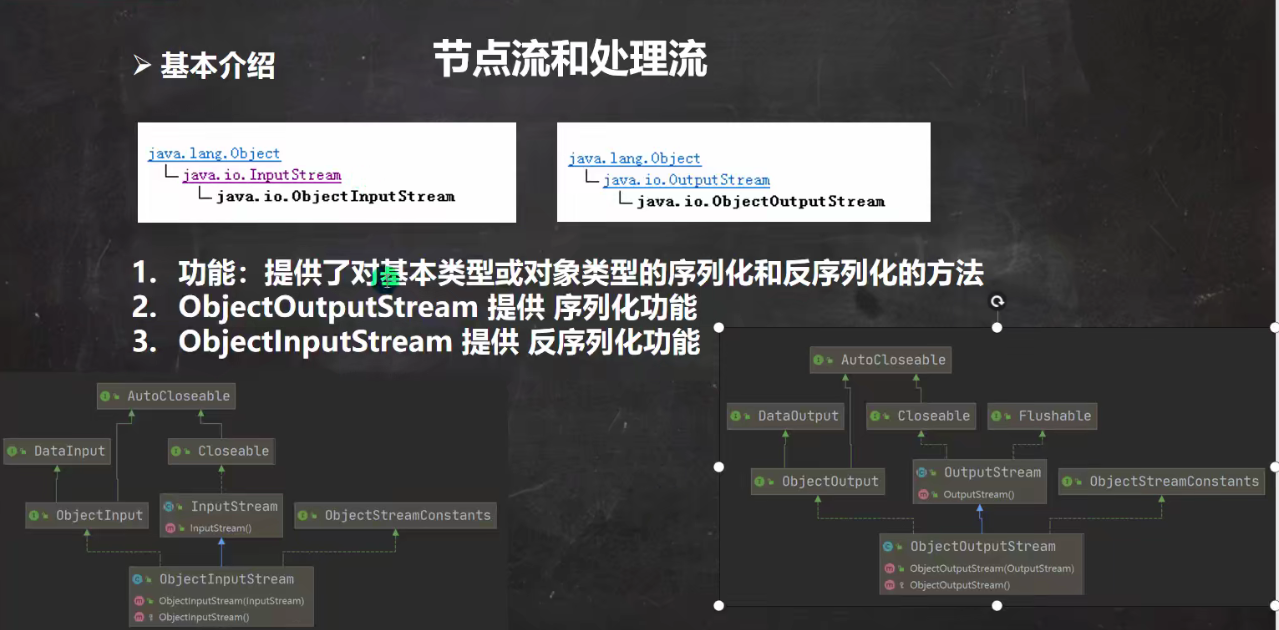 节点流和处理流
基本介绍
java.lang.Object
java.io.InputStream
java.io.ObjectInputStream
java.lang.Object
java.io.OutputStream
java.io.ObjectOutputStream
1. 功能：提供了对基本类型或对象类型的序列化和反序列化的方法
2. ObjectOutputStream 提供 序列化功能
3. ObjectInputStream 提供 反序列化功能
AutoCloseable
DataInput
Closeable
ObjectInput
InputStream
InputStream()
ObjectStreamConstants
ObjectInputStream
ObjectInputStream(InputStream)
ObjectInputStream()
AutoCloseable
DataOutput
Closeable
Flushable
ObjectOutput
OutputStream
OutputStream()
ObjectStreamConstants
ObjectOutputStream
ObjectOutputStream(OutputStream)
ObjectOutputStream()